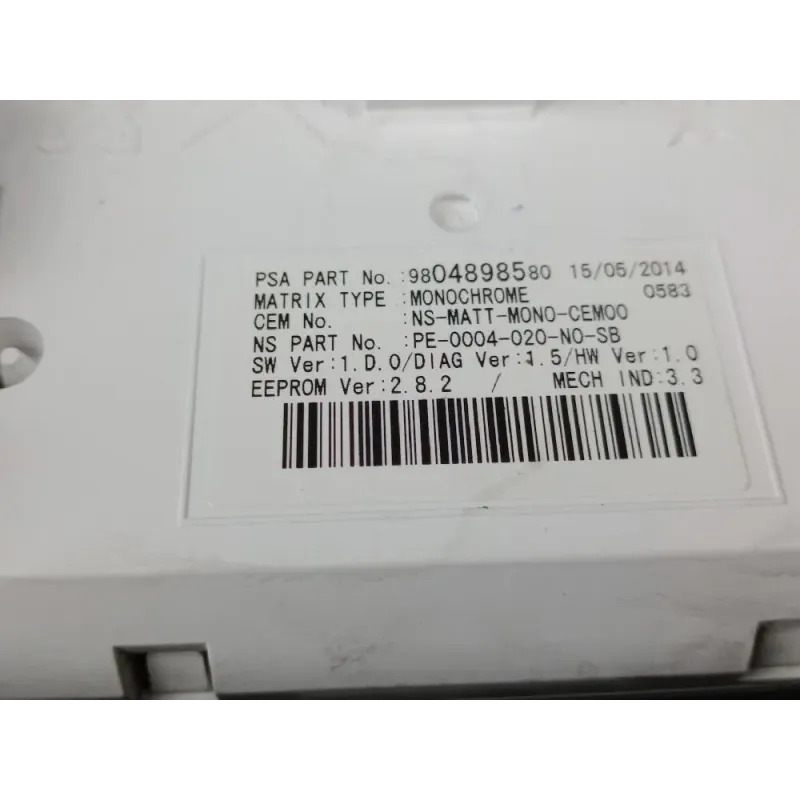 PSA PART No. :9804898580 15/05/2014
MATRIX TYPE :MONOCHROME 0583
CEM No. :NS-MATT-MONO-CEM00
NS PART No. :PE-0004-020-NO-SB
SW Ver:1.D.0/DIAG Ver:1.5/HW Ver:1.0
EEPROM Ver:2.8.2 / MECH IND:3.3